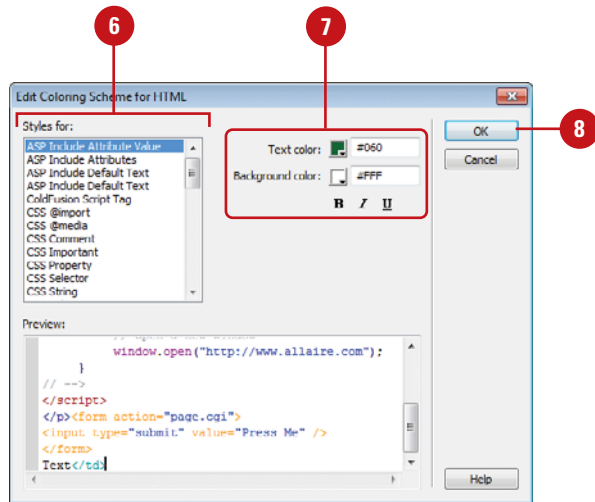 6
7
Edit Coloring Scheme for HTML
Styles for:
ASP Include Attribute Value
ASP Include Attributes
ASP Include Default Text
ASP Include Default Text
ColdFusion Script Tag
CSS @import
CSS @media
CSS Comment
CSS Important
CSS Property
CSS Selector
CSS String
Text color: #060
Background color: #FFF
B I U
OK
8
Cancel
Preview:
window.open("http://www.allaire.com");
}
// -->
</script>
</p><form action="page.cgi">
<input type="submit" value="Press Me" />
</form>
Text</td>
Help